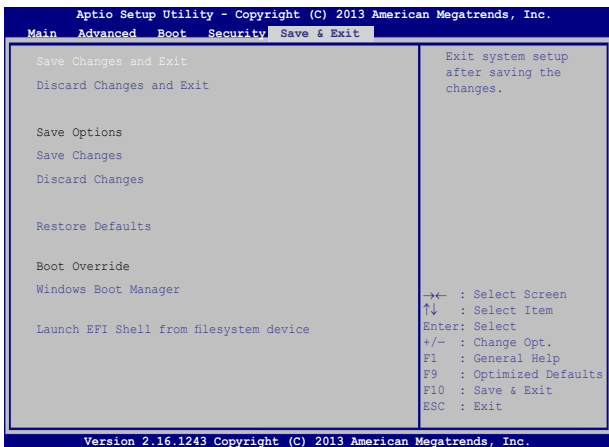 Aptio Setup Utility - Copyright (C) 2013 American Megatrends, Inc.
Main Advanced Boot Security Save & Exit
Save Changes and Exit
Discard Changes and Exit
Save Options
Save Changes
Discard Changes
Restore Defaults
Boot Override
Windows Boot Manager
Launch EFI Shell from filesystem device
Exit system setup
after saving the
changes.
→← : Select Screen
↑↓ : Select Item
Enter: Select
+/— : Change Opt.
F1 : General Help
F9 : Optimized Defaults
F10 : Save & Exit
ESC : Exit
Version 2.16.1243 Copyright (C) 2013 American Megatrends, Inc.